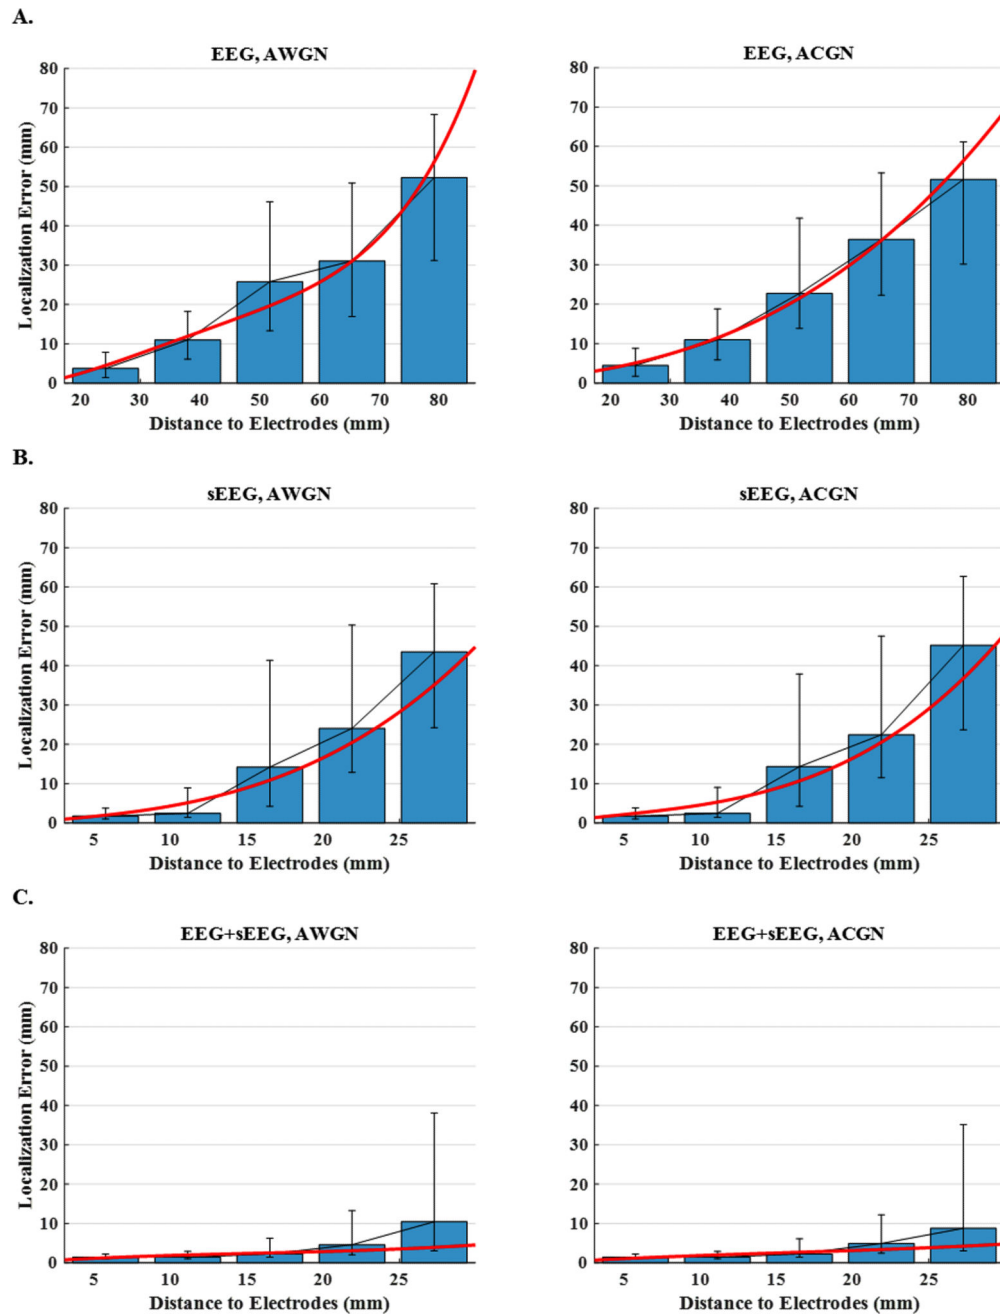 A.
EEG, AWGN
EEG, ACGN
Localization Error (mm)
80
70
60
50
40
30
20
10
0
80
70
60
50
40
30
20
10
0
20 30 40 50 60 70 80
20 30 40 50 60 70 80
Distance to Electrodes (mm)
Distance to Electrodes (mm)
B.
sEEG, AWGN
sEEG, ACGN
Localization Error (mm)
80
70
60
50
40
30
20
10
0
80
70
60
50
40
30
20
10
0
5 10 15 20 25
5 10 15 20 25
Distance to Electrodes (mm)
Distance to Electrodes (mm)
C.
EEG+sEEG, AWGN
EEG+sEEG, ACGN
Localization Error (mm)
80
70
60
50
40
30
20
10
0
80
70
60
50
40
30
20
10
0
5 10 15 20 25
5 10 15 20 25
Distance to Electrodes (mm)
Distance to Electrodes (mm)